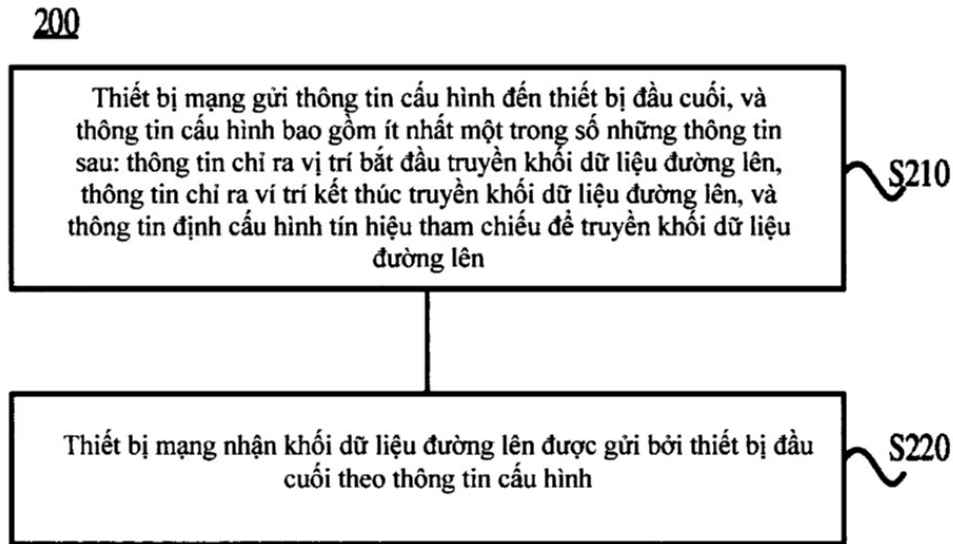 200
Thiết bị mạng gửi thông tin cấu hình đến thiết bị đầu cuối, và
thông tin cấu hình bao gồm ít nhất một trong số những thông tin
sau: thông tin chỉ ra vị trí bắt đầu truyền khối dữ liệu đường lên,
thông tin chỉ ra ví trí kết thúc truyền khối dữ liệu đường lên, và
thông tin định cấu hình tín hiệu tham chiếu để truyền khối dữ liệu
đường lên
S210
Thiết bị mạng nhận khối dữ liệu đường lên được gửi bởi thiết bị đầu
cuối theo thông tin cấu hình
S220